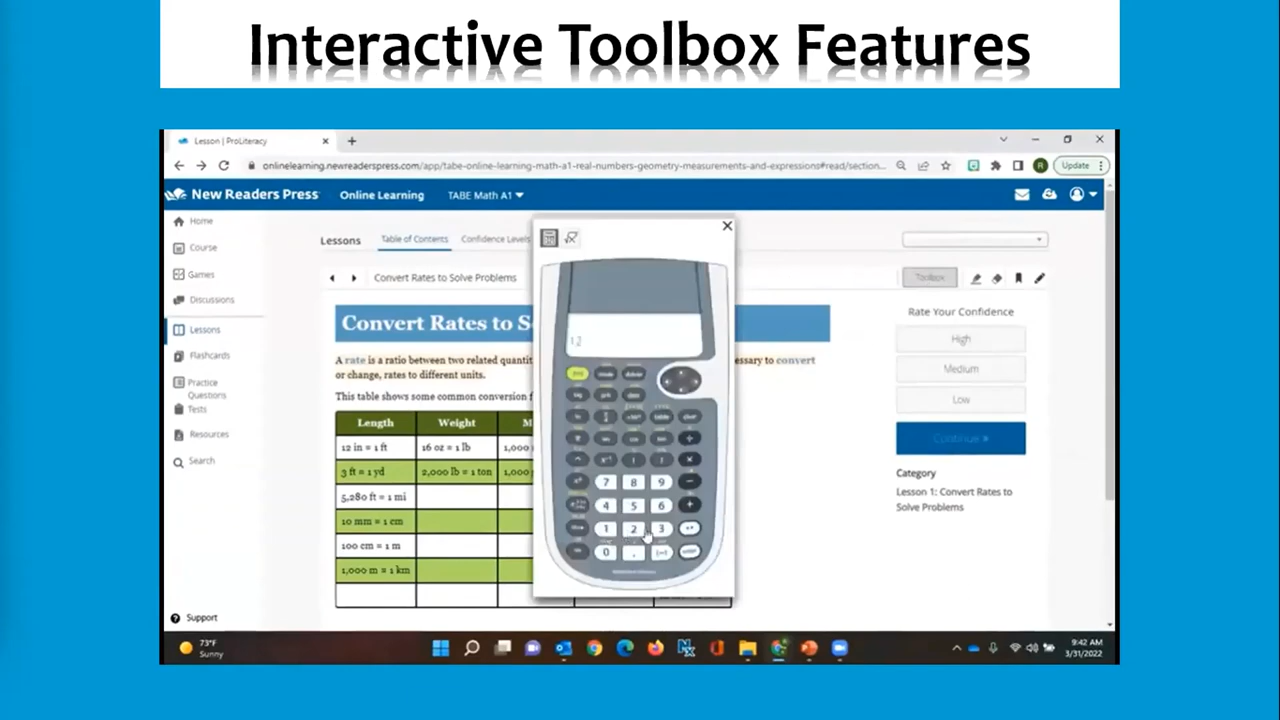 Interactive Toolbox Features
Lesson | ProLiteracy
onlinelearning.newreaderspress.com/app/tabe-online-learning-math-a1-real-numbers-geometry-measurements-and-expressions#read/section...
Update
New Readers Press
Online Learning
TABE Math A1
Home
Course
Games
Discussions
Lessons
Flashcards
Practice
Questions
Tests
Resources
Search
Support
Lessons
Table of Contents
Confidence Levels
Convert Rates to Solve Problems
Toolbox
Convert Rates to S
A rate is a ratio between two related quantit
essary to convert
or change, rates to different units.
This table shows some common conversion f
Length Weight M
12 in = 1 ft 16 oz = 1 lb 1,000
3 ft = 1 yd 2,000 lb = 1 ton 1,000
5,280 ft = 1 mi
10 mm = 1 cm
100 cm = 1 m
1,000 m = 1 km
12
7 8 9
4 5 6
1 2 3
0 . (−)
Rate Your Confidence
High
Medium
Low
Continue »
Category
Lesson 1: Convert Rates to
Solve Problems
73°F
Sunny
9:42 AM
3/31/2022